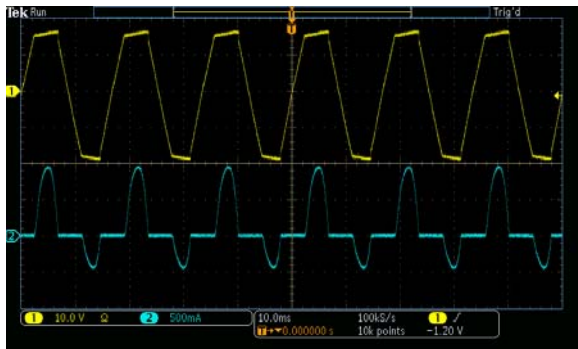 Tek Run Trig'd
T
T
1
2
1 10.0 V Ω 2 500mA 10.0ms 100kS/s 1 ∫
T→▼0.000000 s 10k points -1.20 V